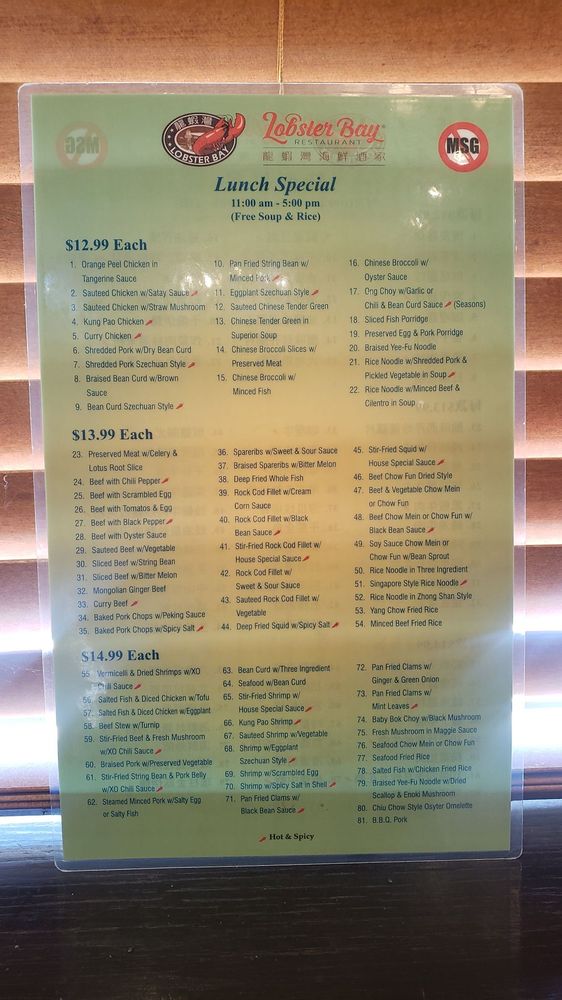 MSG
龍蝦灣
LOBSTER BAY
Lobster Bay
RESTAURANT
龍蝦灣海鮮酒家
MSG
Lunch Special
11:00 am - 5:00 pm
(Free Soup & Rice)
$12.99 Each
1. Orange Peel Chicken in
Tangerine Sauce
2. Sauteed Chicken w/Satay Sauce
3. Sauteed Chicken w/Straw Mushroom
4. Kung Pao Chicken
5. Curry Chicken
6. Shredded Pork w/Dry Bean Curd
7. Shredded Pork Szechuan Style
8. Braised Bean Curd w/Brown
Sauce
9. Bean Curd Szechuan Style
10. Pan Fried String Bean w/
Minced Pork
11. Eggplant Szechuan Style
12. Sauteed Chinese Tender Green
13. Chinese Tender Green in
Superior Soup
14. Chinese Broccoli Slices w/
Preserved Meat
15. Chinese Broccoli w/
Minced Fish
16. Chinese Broccoli w/
Oyster Sauce
17. Ong Choy w/Garlic or
Chili & Bean Curd Sauce (Seasons)
18. Sliced Fish Porridge
19. Preserved Egg & Pork Porridge
20. Braised Yee-Fu Noodle
21. Rice Noodle w/Shredded Pork &
Pickled Vegetable in Soup
22. Rice Noodle w/Minced Beef &
Cilentro in Soup
$13.99 Each
23. Preserved Meat w/Celery &
Lotus Root Slice
24. Beef with Chili Pepper
25. Beef with Scrambled Egg
26. Beef with Tomatos & Egg
27. Beef with Black Pepper
28. Beef with Oyster Sauce
29. Sauteed Beef w/Vegetable
30. Sliced Beef w/String Bean
31. Sliced Beef w/Bitter Melon
32. Mongolian Ginger Beef
33. Curry Beef
34. Baked Pork Chops w/Peking Sauce
35. Baked Pork Chops w/Spicy Salt
36. Spareribs w/Sweet & Sour Sauce
37. Braised Spareribs w/Bitter Melon
38. Deep Fried Whole Fish
39. Rock Cod Fillet w/Cream
Corn Sauce
40. Rock Cod Fillet w/Black
Bean Sauce
41. Stir-Fried Rock Cod Fillet w/
House Special Sauce
42. Rock Cod Fillet w/
Sweet & Sour Sauce
43. Sauteed Rock Cod Fillet w/
Vegetable
44. Deep Fried Squid w/Spicy Salt
45. Stir-Fried Squid w/
House Special Sauce
46. Beef Chow Fun Dried Style
47. Beef & Vegetable Chow Mein
or Chow Fun
48. Beef Chow Mein or Chow Fun w/
Black Bean Sauce
49. Soy Sauce Chow Mein or
Chow Fun w/Bean Sprout
50. Rice Noodle in Three Ingredient
51. Singapore Style Rice Noodle
52. Rice Noodle in Zhong Shan Style
53. Yang Chow Fried Rice
54. Minced Beef Fried Rice
$14.99 Each
55. Vermicelli & Dried Shrimps w/XO
Chili Sauce
56. Salted Fish & Diced Chicken w/Tofu
57. Salted Fish & Diced Chicken w/Eggplant
58. Beef Stew w/Turnip
59. Stir-Fried Beef & Fresh Mushroom
w/XO Chili Sauce
60. Braised Pork w/Preserved Vegetable
61. Stir-Fried String Bean & Pork Belly
w/XO Chili Sauce
62. Steamed Minced Pork w/Salty Egg
or Salty Fish
63. Bean Curd w/Three Ingredient
64. Seafood w/Bean Curd
65. Stir-Fried Shrimp w/
House Special Sauce
66. Kung Pao Shrimp
67. Sauteed Shrimp w/Vegetable
68. Shrimp w/Eggplant
Szechuan Style
69. Shrimp w/Scrambled Egg
70. Shrimp w/Spicy Salt in Shell
71. Pan Fried Clams w/
Black Bean Sauce
72. Pan Fried Clams w/
Ginger & Green Onion
73. Pan Fried Clams w/
Mint Leaves
74. Baby Bok Choy w/Black Mushroom
75. Fresh Mushroom in Maggie Sauce
76. Seafood Chow Mein or Chow Fun
77. Seafood Fried Rice
78. Salted Fish w/Chicken Fried Rice
79. Braised Yee-Fu Noodle w/Dried
Scallop & Enoki Mushroom
80. Chiu Chow Style Osyter Omelette
81. B.B.Q. Pork
Hot & Spicy